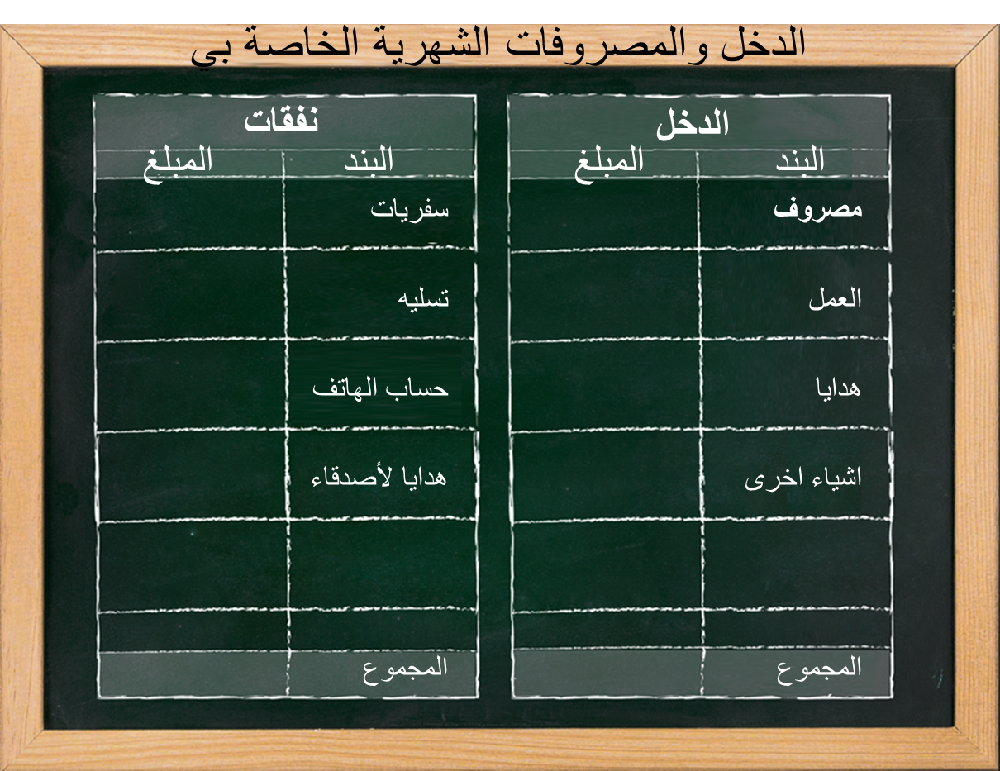 الدخل والمصروفات الشهرية الخاصة بي
الدخل
البند المبلغ
مصروف
العمل
هدايا
اشياء اخرى
المجموع
نفقات
البند المبلغ
سفريات
تسليه
حساب الهاتف
هدايا لأصدقاء
المجموع